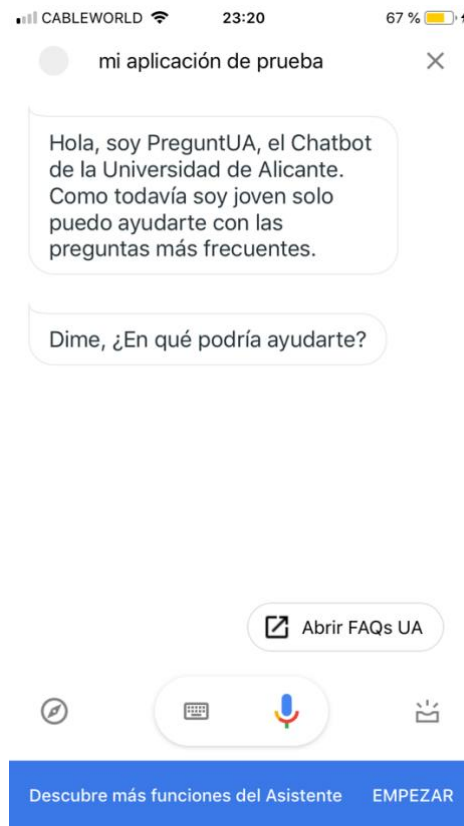 CABLEWORLD 23:20 67 %
mi aplicación de prueba
Hola, soy PreguntUA, el Chatbot
de la Universidad de Alicante.
Como todavía soy joven solo
puedo ayudarte con las
preguntas más frecuentes.
Dime, ¿En qué podría ayudarte?
Abrir FAQs UA
Descubre más funciones del Asistente EMPEZAR